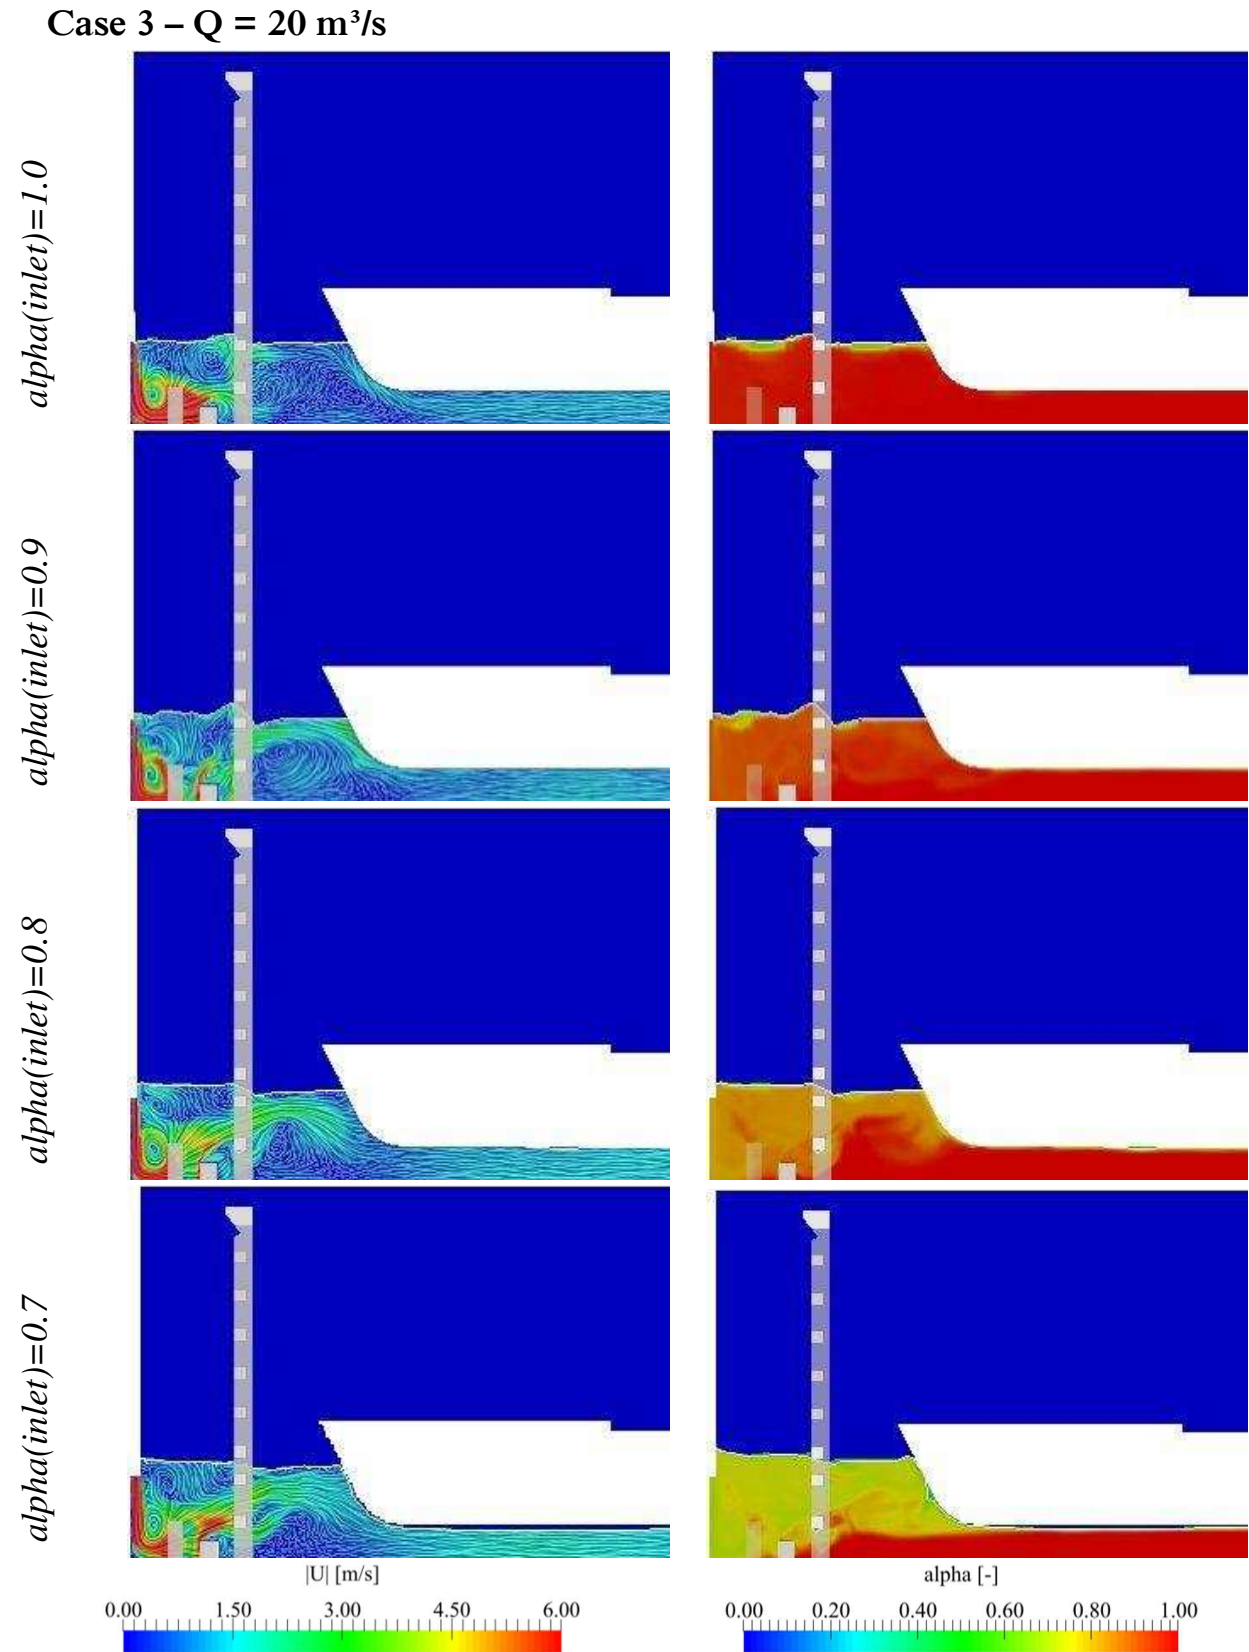 Case 3 – Q = 20 m³/s
alpha(inlet)=1.0
alpha(inlet)=0.9
alpha(inlet)=0.8
alpha(inlet)=0.7
|U| [m/s]
0.00 1.50 3.00 4.50 6.00
alpha [-]
0.00 0.20 0.40 0.60 0.80 1.00